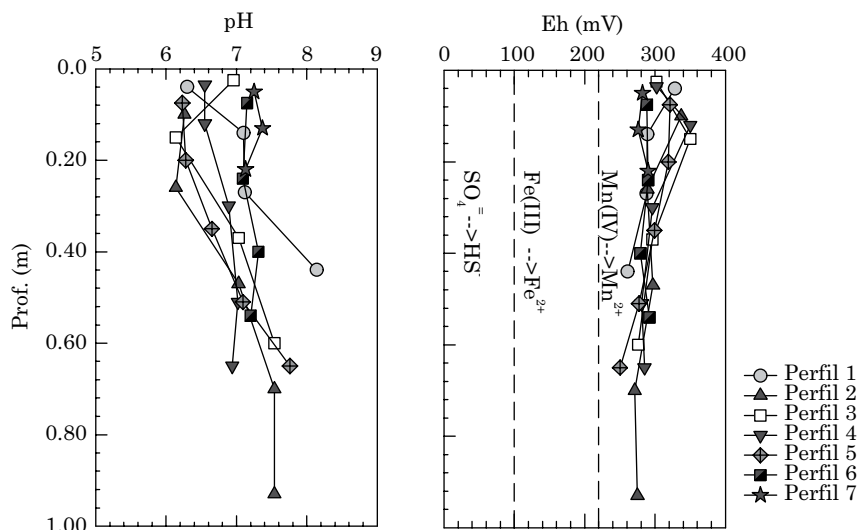 pH
5 6 7 8 9
Eh (mV)
0 100 200 300 400
0.0
0.20
0.40
0.60
0.80
1.00
Prof. (m)
SO₄⁼ -->HS⁻
Fe(III) -->Fe²⁺
Mn(IV)-->Mn²⁺
Perfil 1
Perfil 2
Perfil 3
Perfil 4
Perfil 5
Perfil 6
Perfil 7